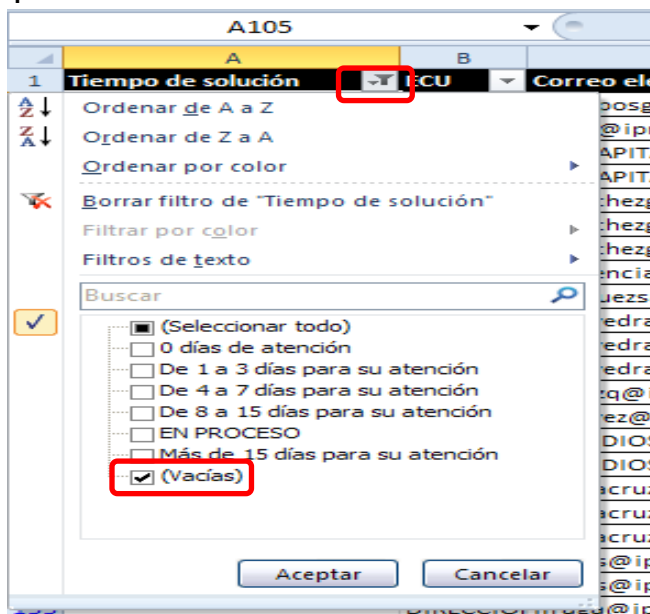 A105
A B
1 Tiempo de solución ECU Correo ele
Ordenar de A a Z
Ordenar de Z a A
Ordenar por color
Borrar filtro de "Tiempo de solución"
Filtrar por color
Filtros de texto
Buscar
(Seleccionar todo)
0 días de atención
De 1 a 3 días para su atención
De 4 a 7 días para su atención
De 8 a 15 días para su atención
EN PROCESO
Más de 15 días para su atención
(Vacías)
Aceptar Cancelar